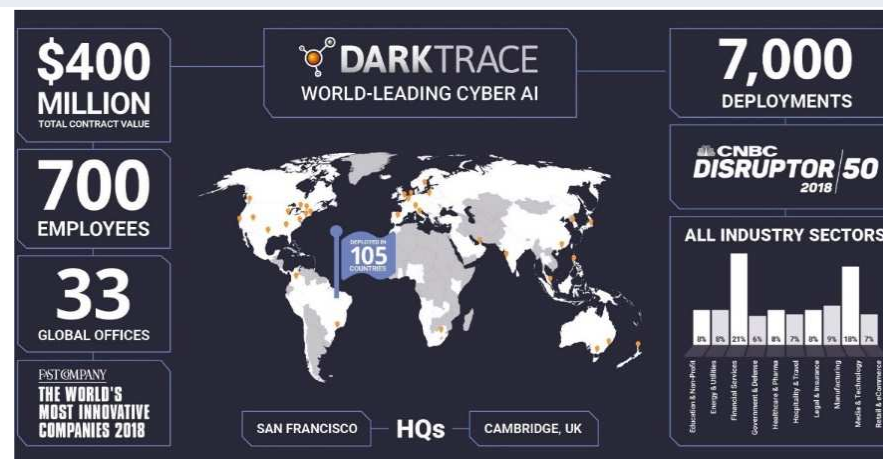 $400
MILLION
TOTAL CONTRACT VALUE
700
EMPLOYEES
33
GLOBAL OFFICES
FAST COMPANY
THE WORLD'S
MOST INNOVATIVE
COMPANIES 2018
DARKTRACE
WORLD-LEADING CYBER AI
DEPLOYED IN
105
COUNTRIES
SAN FRANCISCO
HQs
CAMBRIDGE, UK
7,000
DEPLOYMENTS
CNBC
DISRUPTOR/50
2018
ALL INDUSTRY SECTORS
8% 8% 21% 6% 8% 7% 8% 9% 18% 7%
Education & Non-Profit
Energy & Utilities
Financial Services
Government & Defense
Healthcare & Pharma
Hospitality & Travel
Legal & Insurance
Manufacturing
Media & Technology
Retail & eCommerce